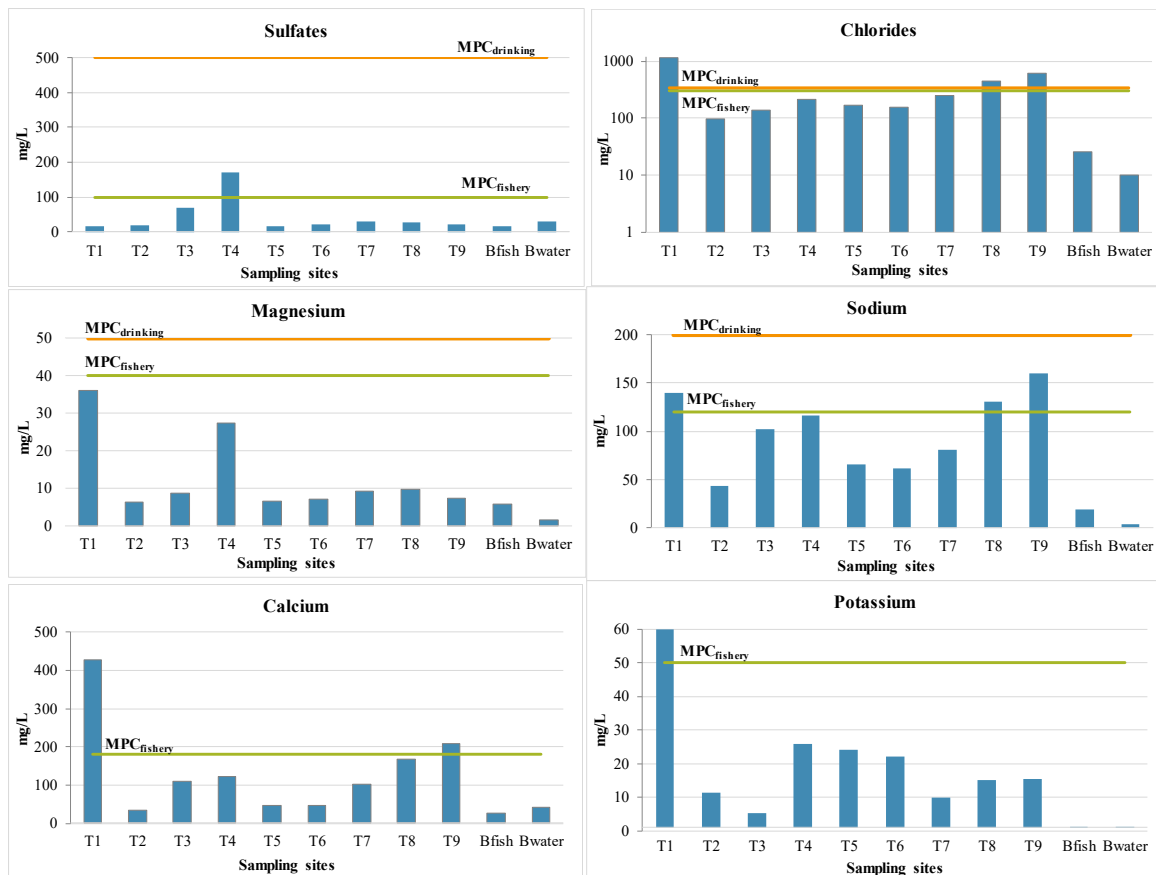 Sulfates
MPCdrinking
500
400
300
200
100
0
mg/L
MPCfishery
T1 T2 T3 T4 T5 T6 T7 T8 T9 Bfish Bwater
Sampling sites
Chlorides
1000
100
10
1
mg/L
MPCdrinking
MPCfishery
T1 T2 T3 T4 T5 T6 T7 T8 T9 Bfish Bwater
Sampling sites
Magnesium
MPCdrinking
50
40
30
20
10
0
mg/L
MPCfishery
T1 T2 T3 T4 T5 T6 T7 T8 T9 Bfish Bwater
Sampling sites
Sodium
MPCdrinking
200
150
100
50
0
mg/L
MPCfishery
T1 T2 T3 T4 T5 T6 T7 T8 T9 Bfish Bwater
Sampling sites
Calcium
500
400
300
200
100
0
mg/L
MPCfishery
T1 T2 T3 T4 T5 T6 T7 T8 T9 Bfish Bwater
Sampling sites
Potassium
60
50
40
30
20
10
0
mg/L
MPCfishery
T1 T2 T3 T4 T5 T6 T7 T8 T9 Bfish Bwater
Sampling sites